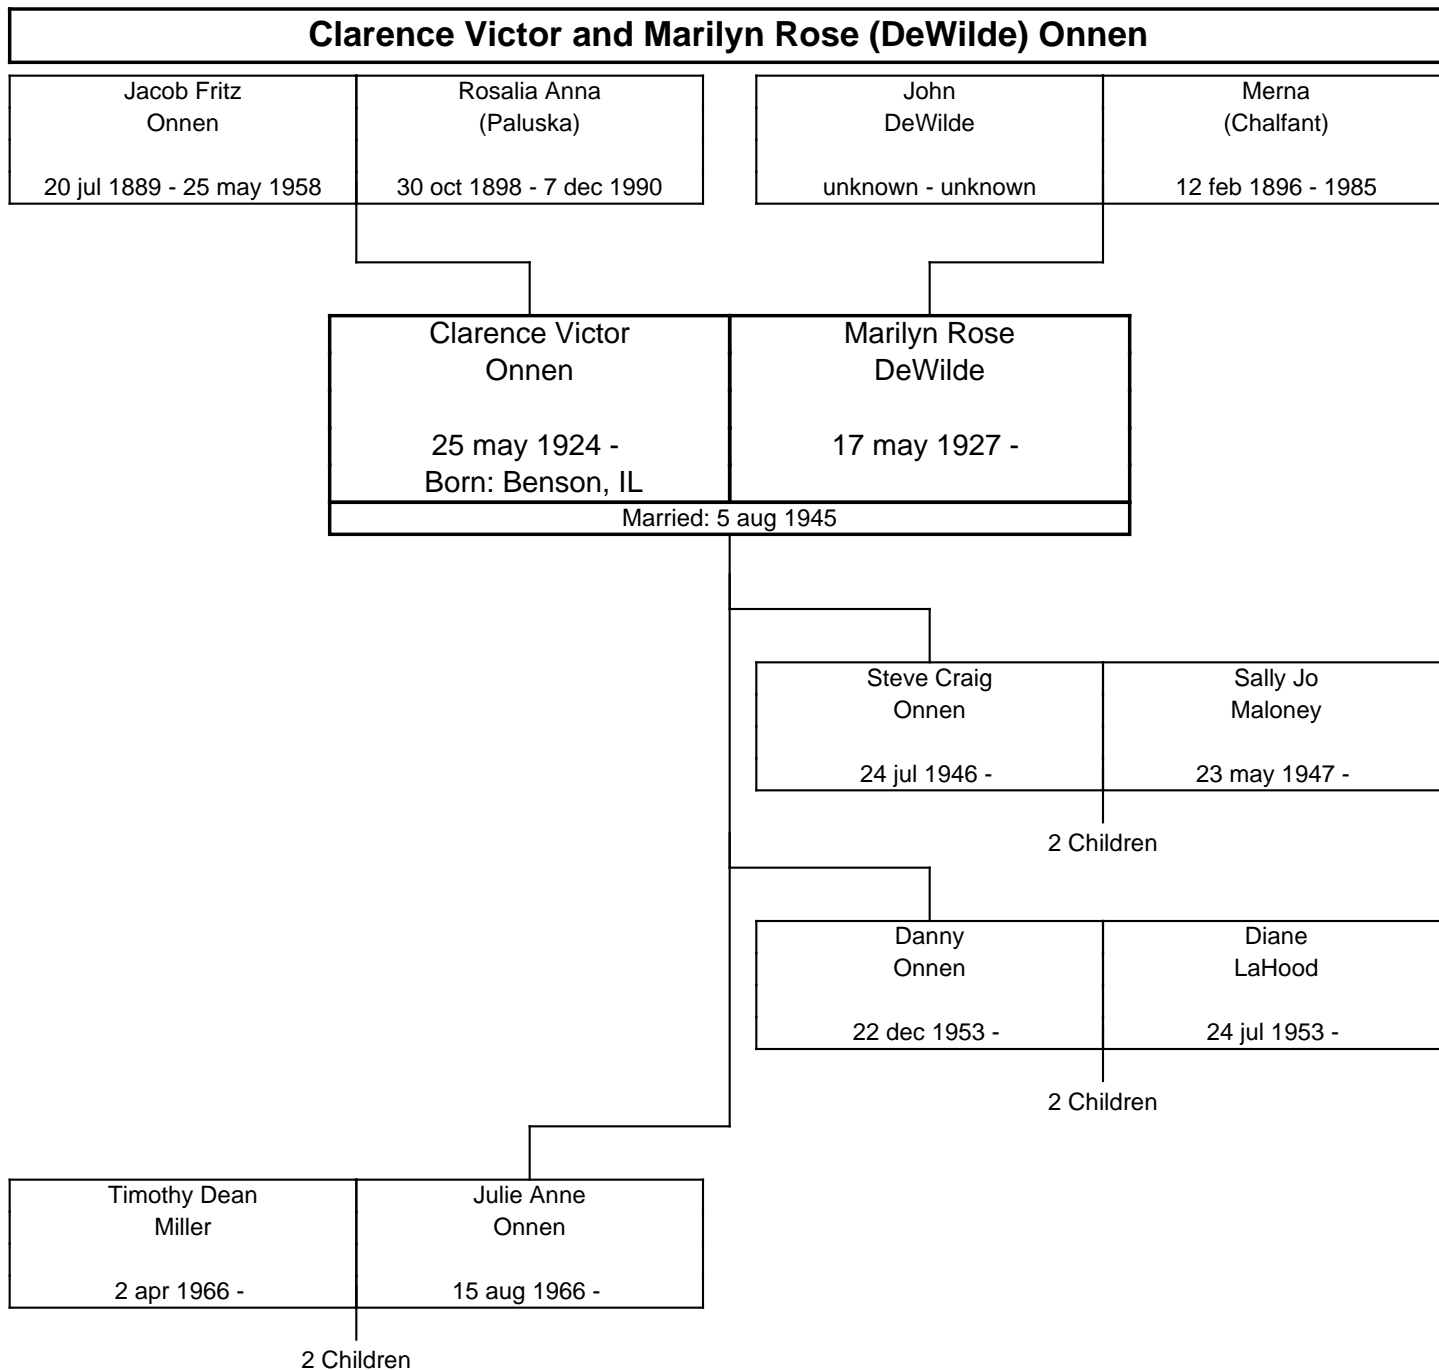 Clarence Victor and Marilyn Rose (DeWilde) Onnen
Jacob Fritz
Onnen
20 jul 1889 - 25 may 1958
Rosalia Anna
(Paluska)
30 oct 1898 - 7 dec 1990
John
DeWilde
unknown - unknown
Merna
(Chalfant)
12 feb 1896 - 1985
Clarence Victor
Onnen
25 may 1924 -
Born: Benson, IL
Marilyn Rose
DeWilde
17 may 1927 -
Married: 5 aug 1945
Steve Craig
Onnen
24 jul 1946 -
Sally Jo
Maloney
23 may 1947 -
2 Children
Danny
Onnen
22 dec 1953 -
Diane
LaHood
24 jul 1953 -
2 Children
Timothy Dean
Miller
2 apr 1966 -
Julie Anne
Onnen
15 aug 1966 -
2 Children